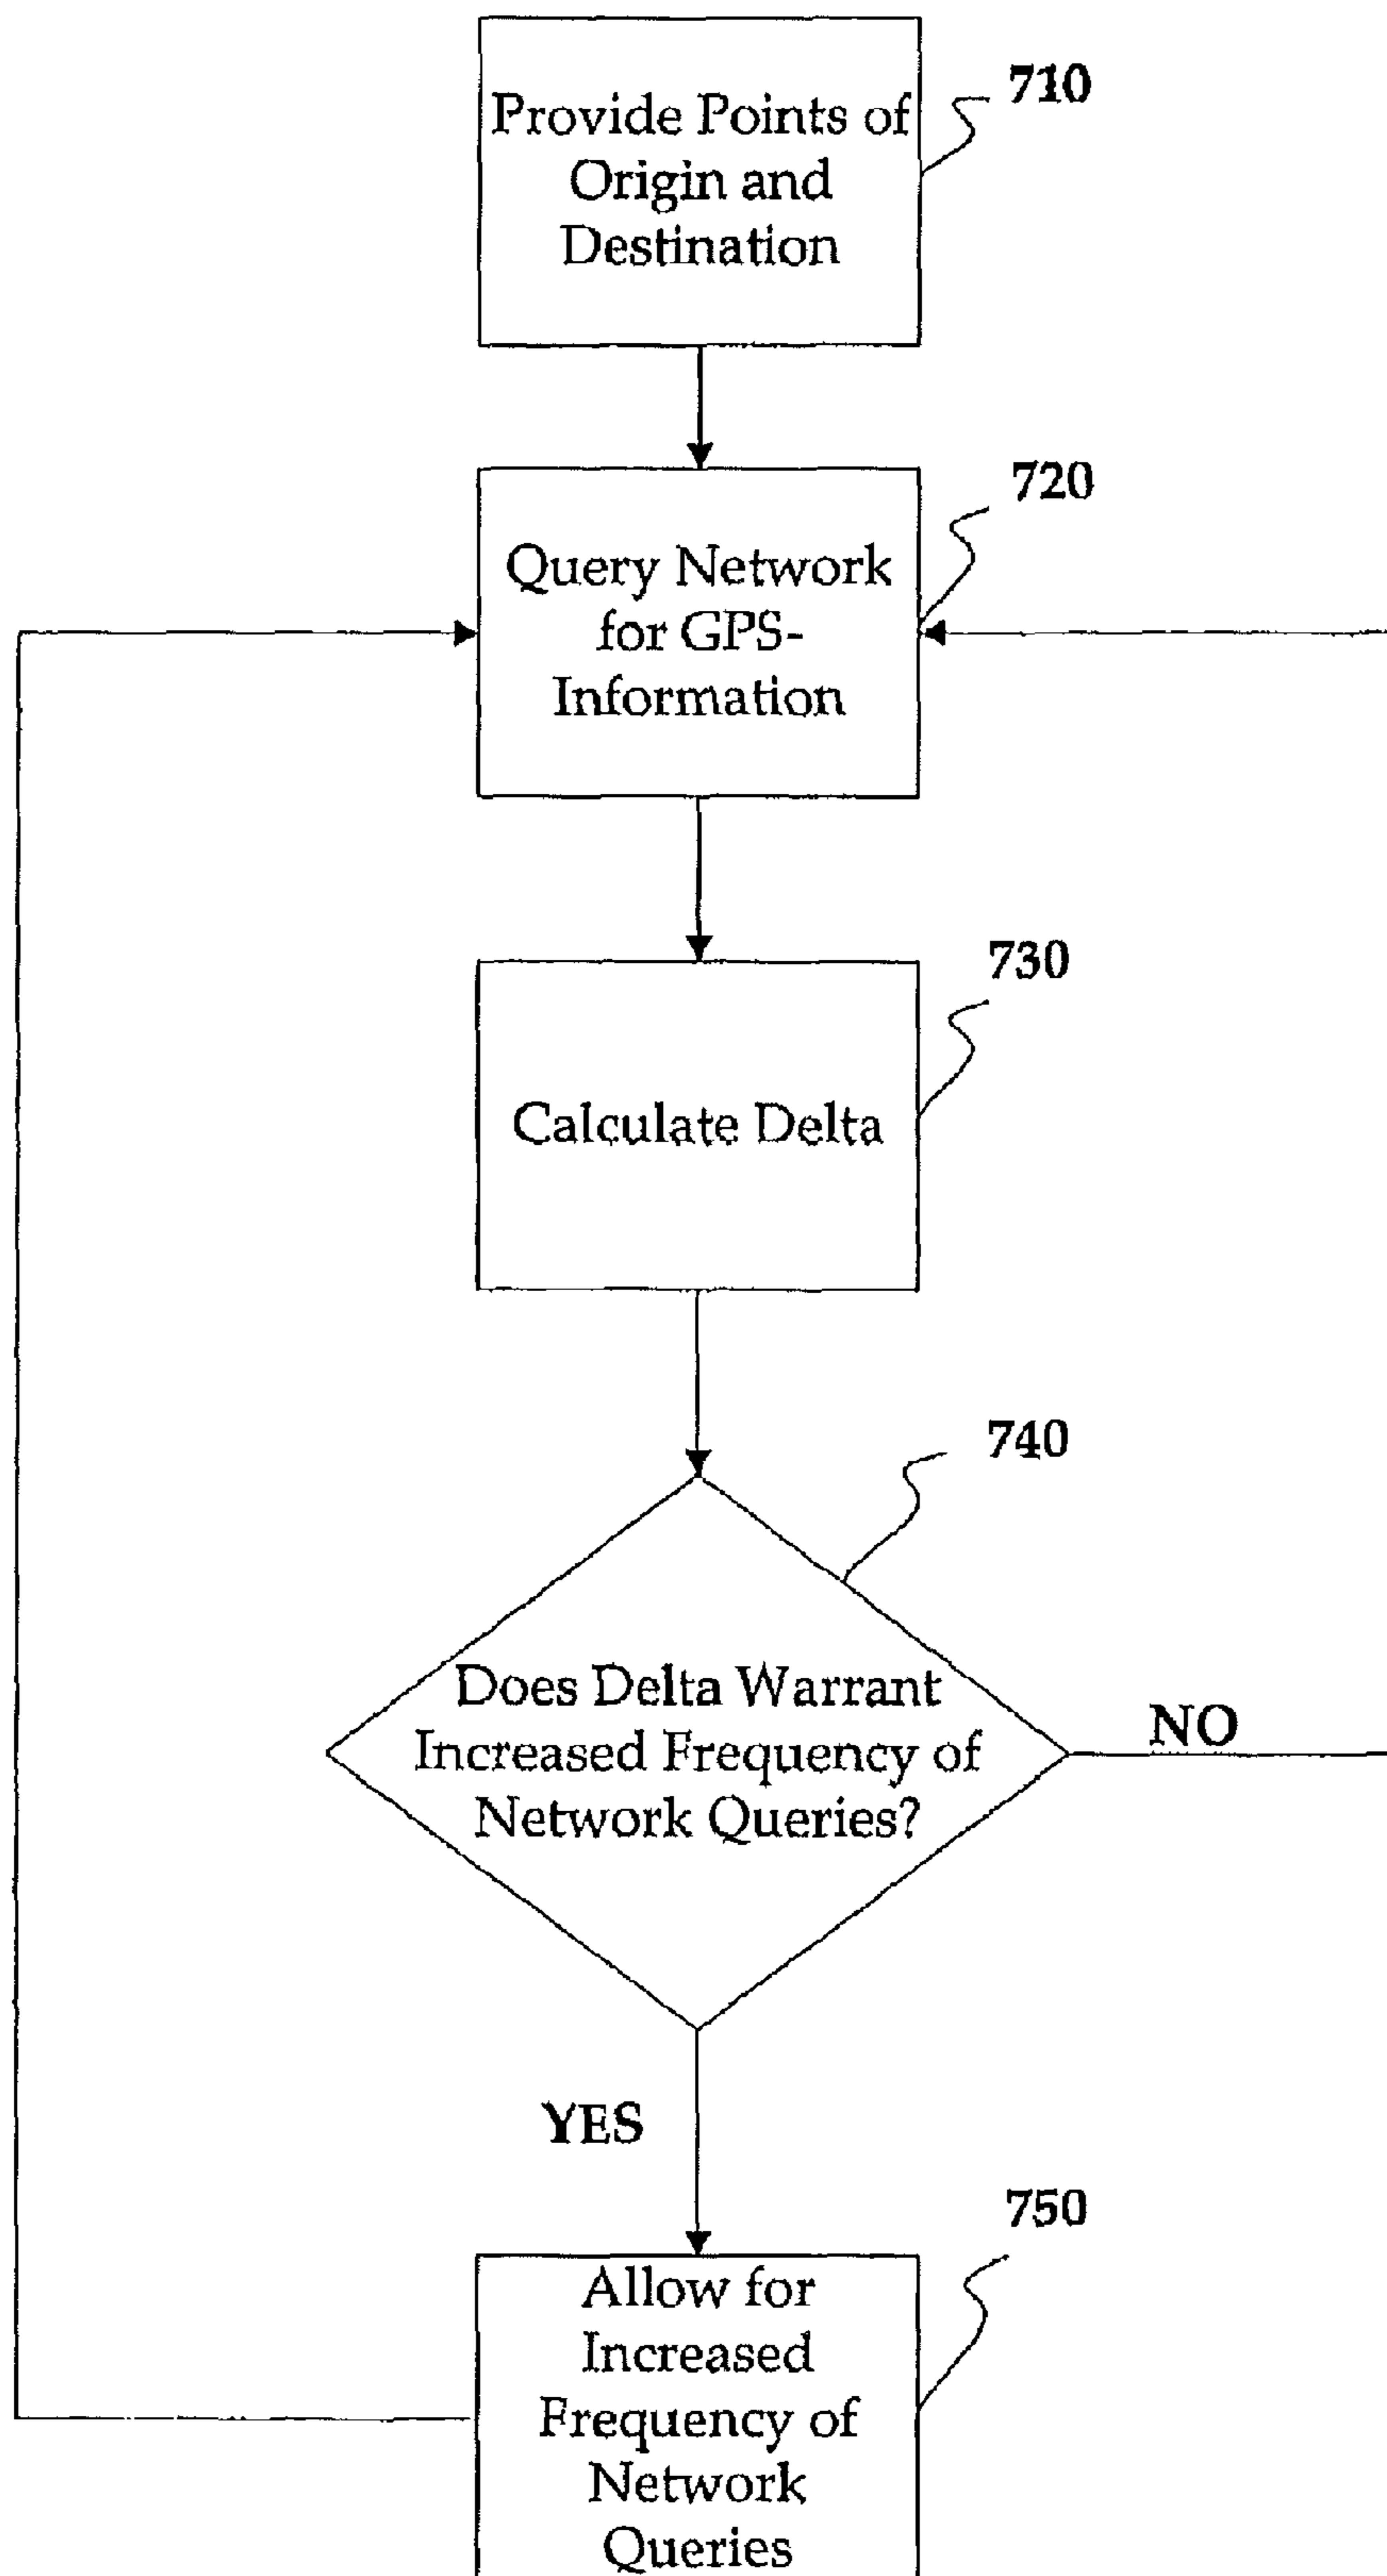 710
Provide Points of
Origin and
Destination
720
Query Network
for GPS-
Information
730
Calculate Delta
740
Does Delta Warrant
Increased Frequency of
Network Queries?
NO
YES
750
Allow for
Increased
Frequency of
Network
Queries